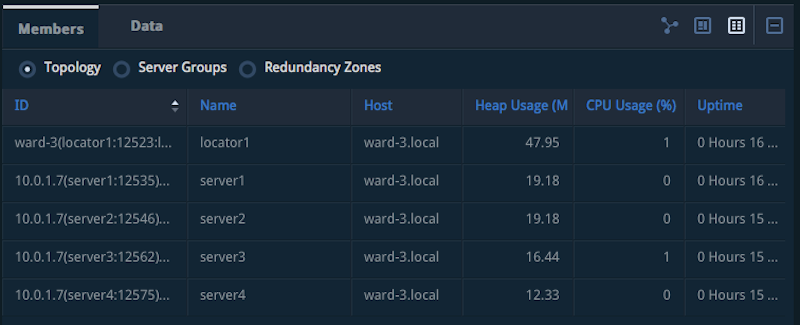 Members Data
Topology Server Groups Redundancy Zones
ID Name Host Heap Usage (M CPU Usage (%) Uptime
ward-3(locator1:12523:l... locator1 ward-3.local 47.95 1 0 Hours 16 ...
10.0.1.7(server1:12535)... server1 ward-3.local 19.18 0 0 Hours 16 ...
10.0.1.7(server2:12546)... server2 ward-3.local 19.18 0 0 Hours 15 ...
10.0.1.7(server3:12562)... server3 ward-3.local 16.44 1 0 Hours 15 ...
10.0.1.7(server4:12575)... server4 ward-3.local 12.33 0 0 Hours 15 ...